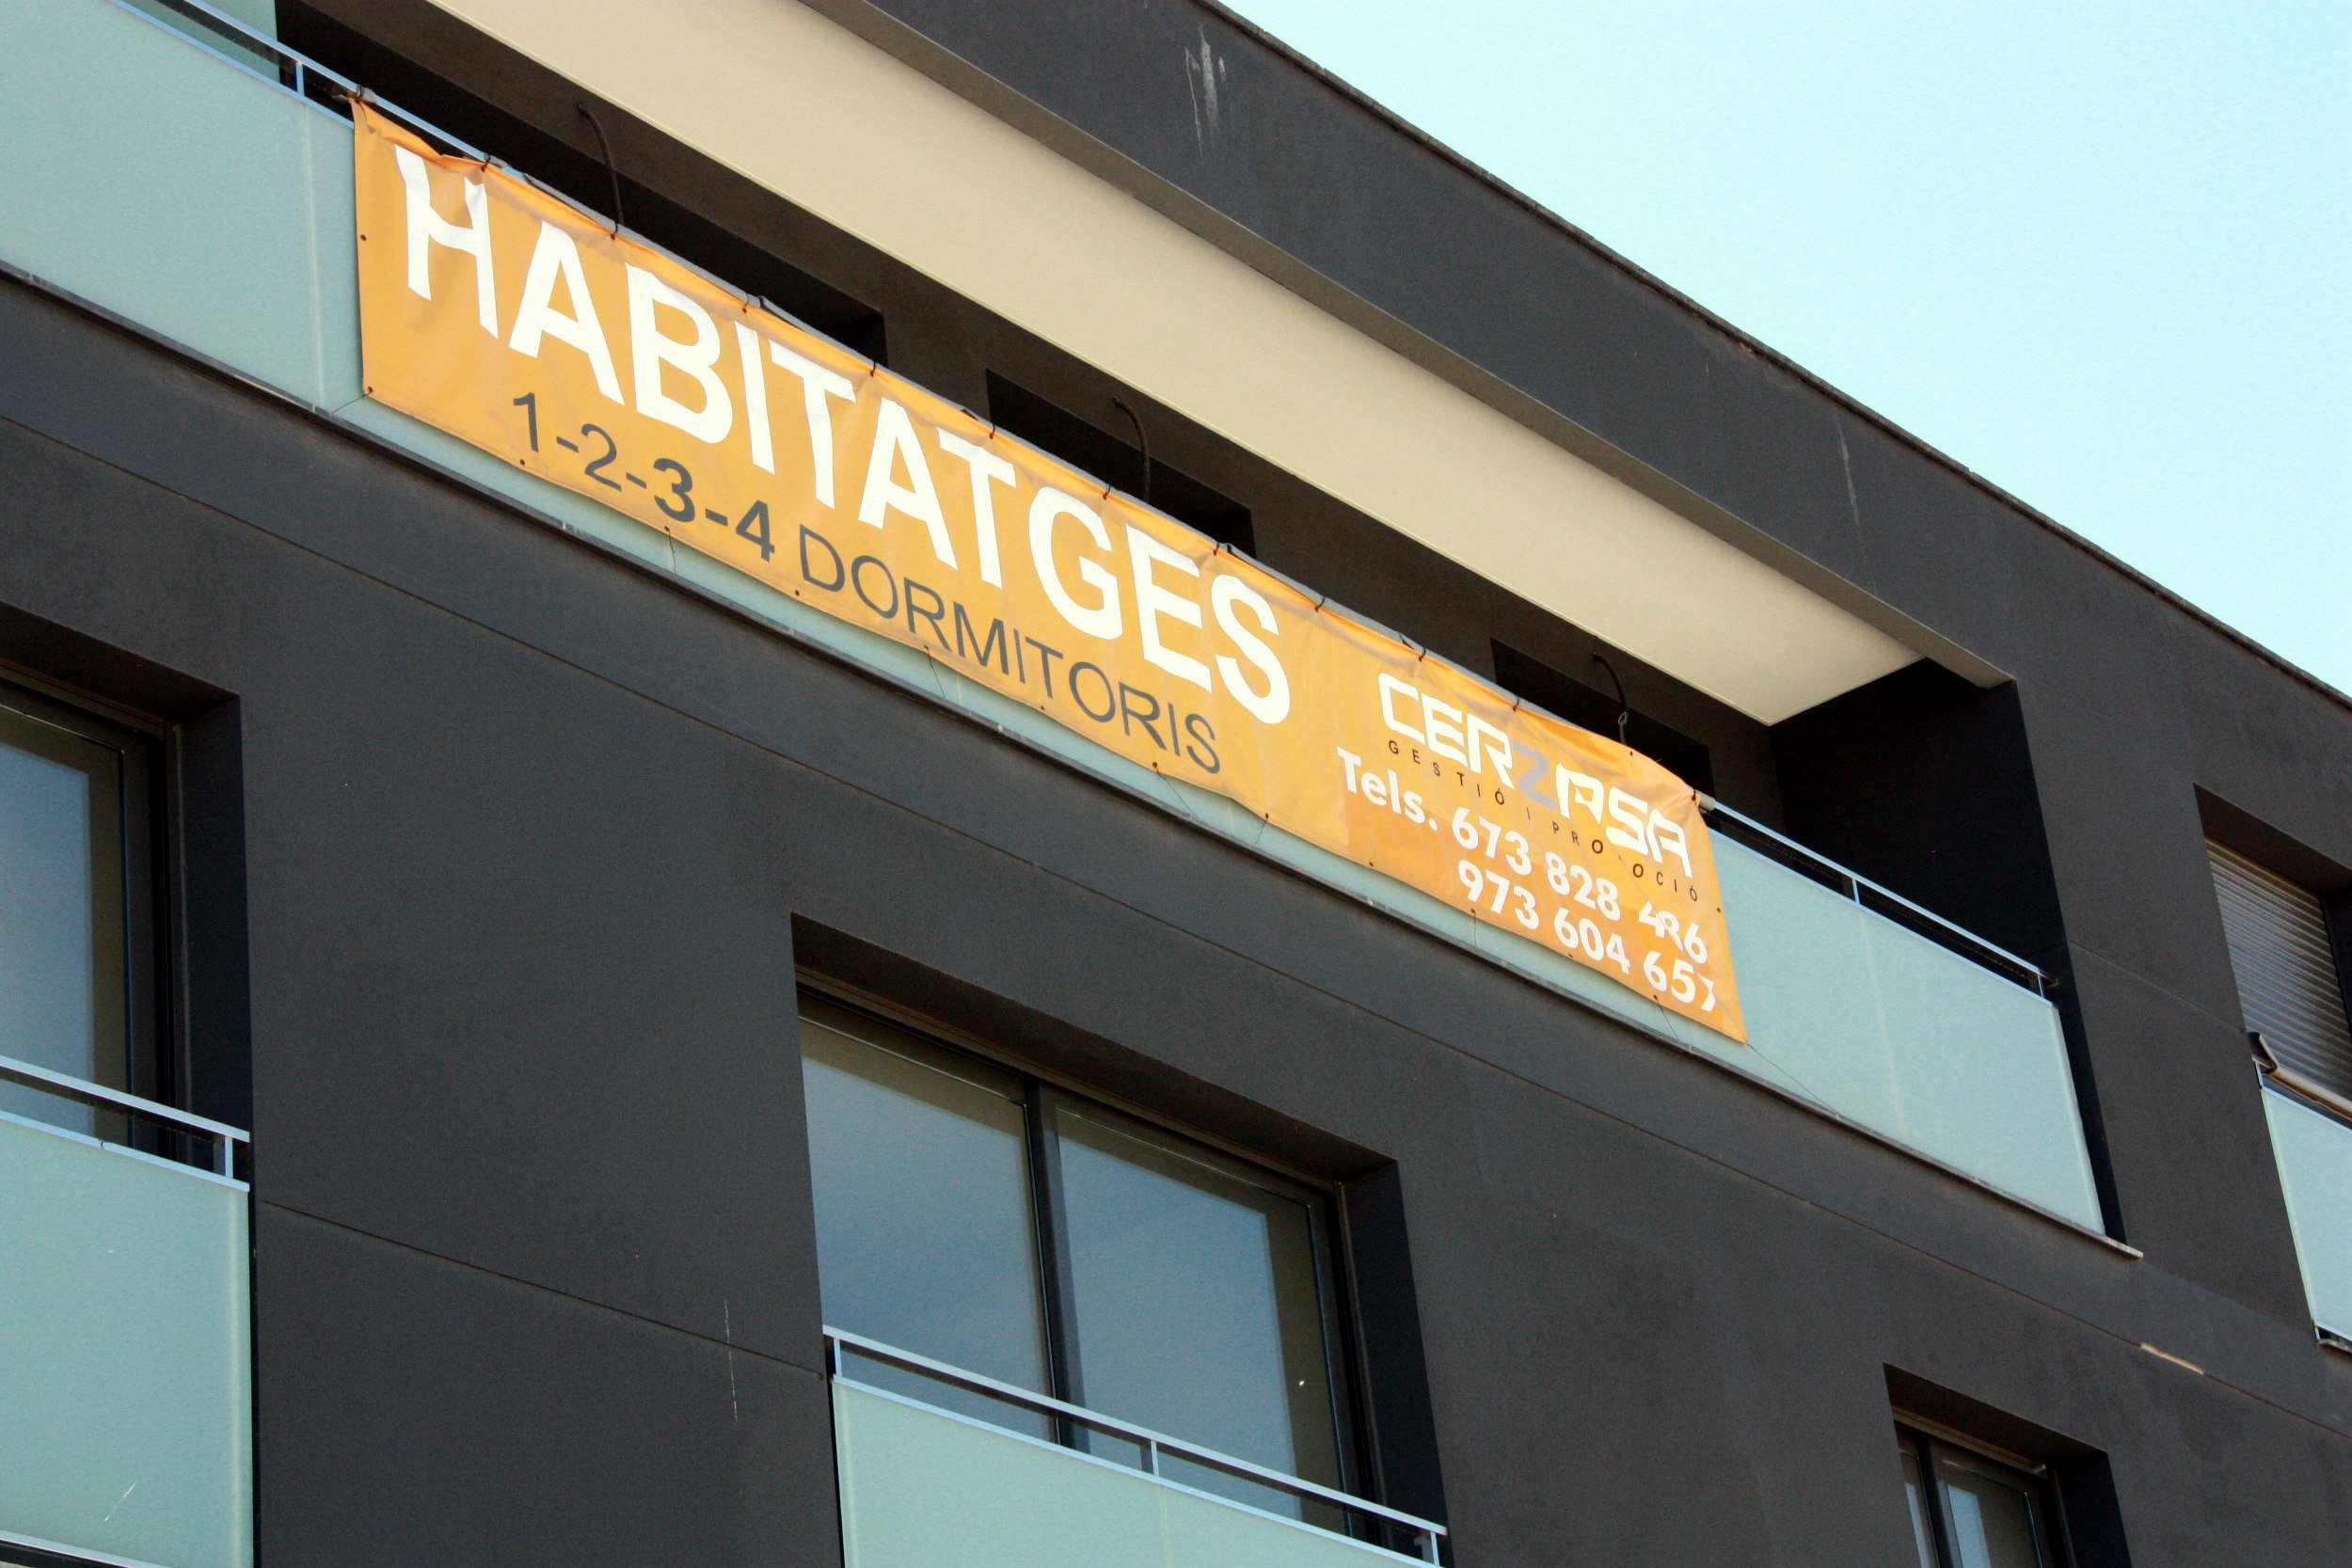 HABITATGES
1-2-3-4 DORMITORIS
CERZASA
GESTIÓ I PROMOCIÓ
Tels. 673 828 486
973 604 657